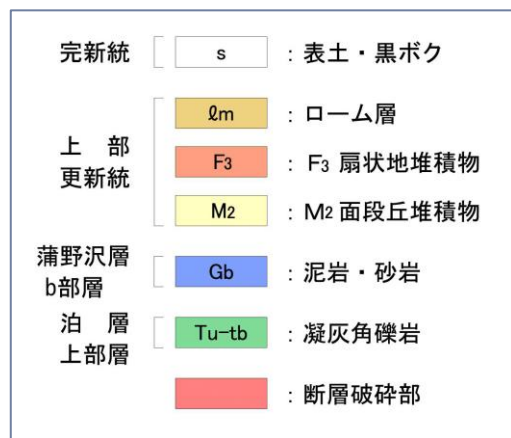 完新統 s : 表土・黒ボク
上部更新統
ℓm : ローム層
F3 : F3 扇状地堆積物
M2 : M2 面段丘堆積物
蒲野沢層
b部層
Gb : 泥岩・砂岩
泊層
上部層
Tu-tb : 凝灰角礫岩
: 断層破砕部